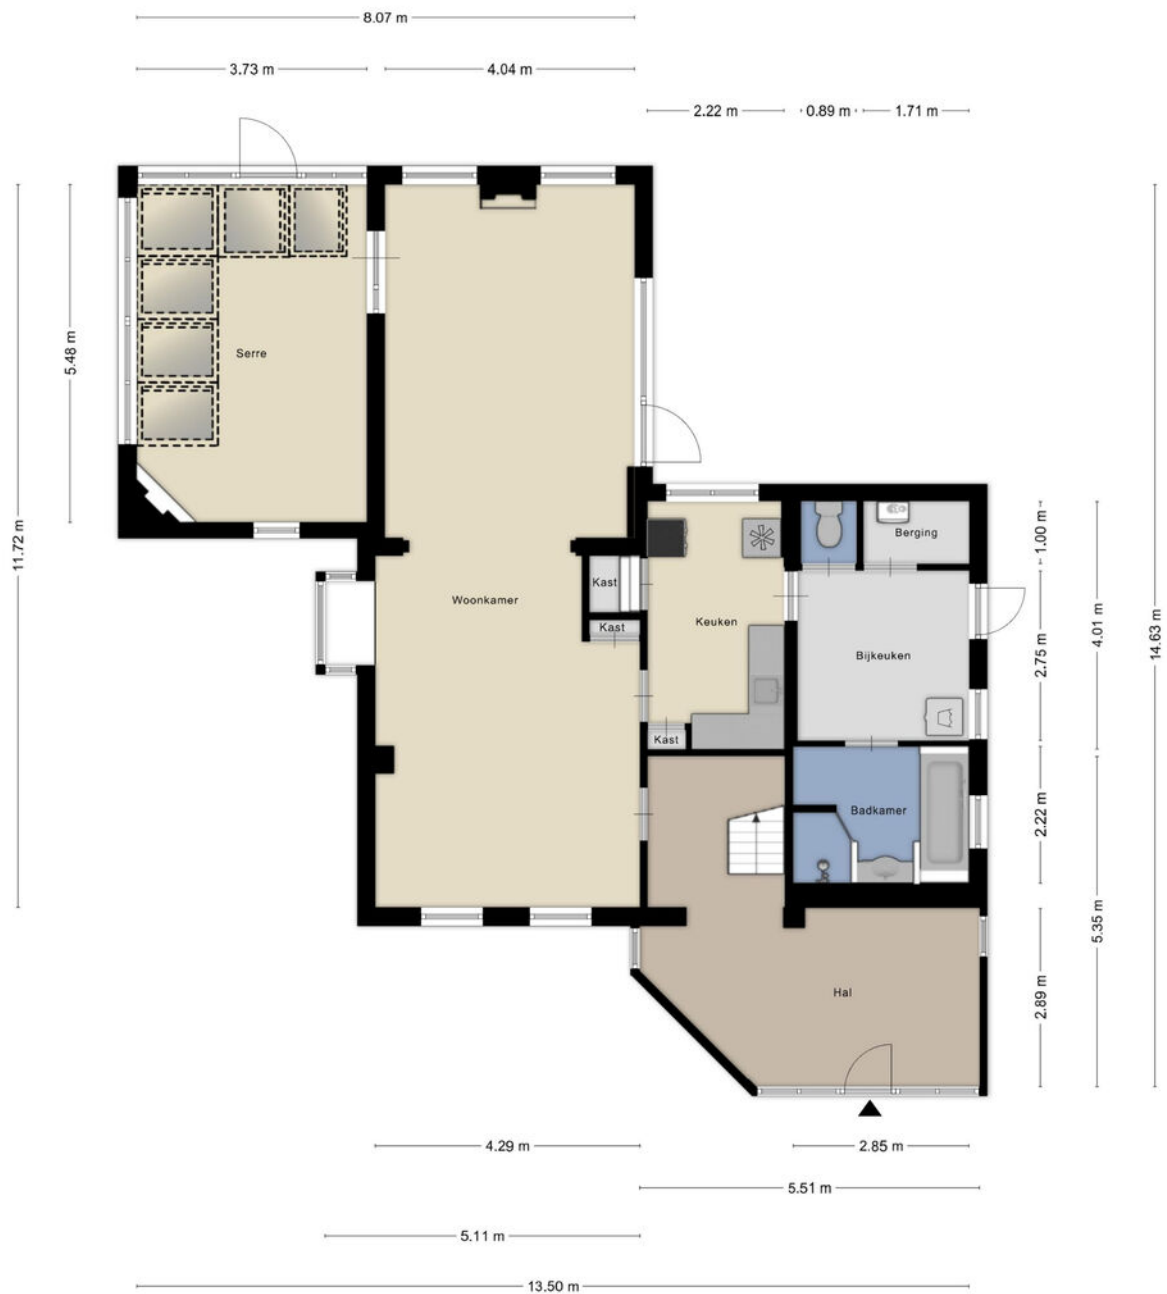 8.07 m
3.73 m
4.04 m
2.22 m
0.89 m
1.71 m
5.48 m
11.72 m
Serre
Woonkamer
Kast
Kast
Keuken
Kast
Berging
Bijkeuken
Badkamer
Hal
1.00 m
2.75 m
4.01 m
14.63 m
2.22 m
5.35 m
2.89 m
4.29 m
2.85 m
5.51 m
5.11 m
13.50 m